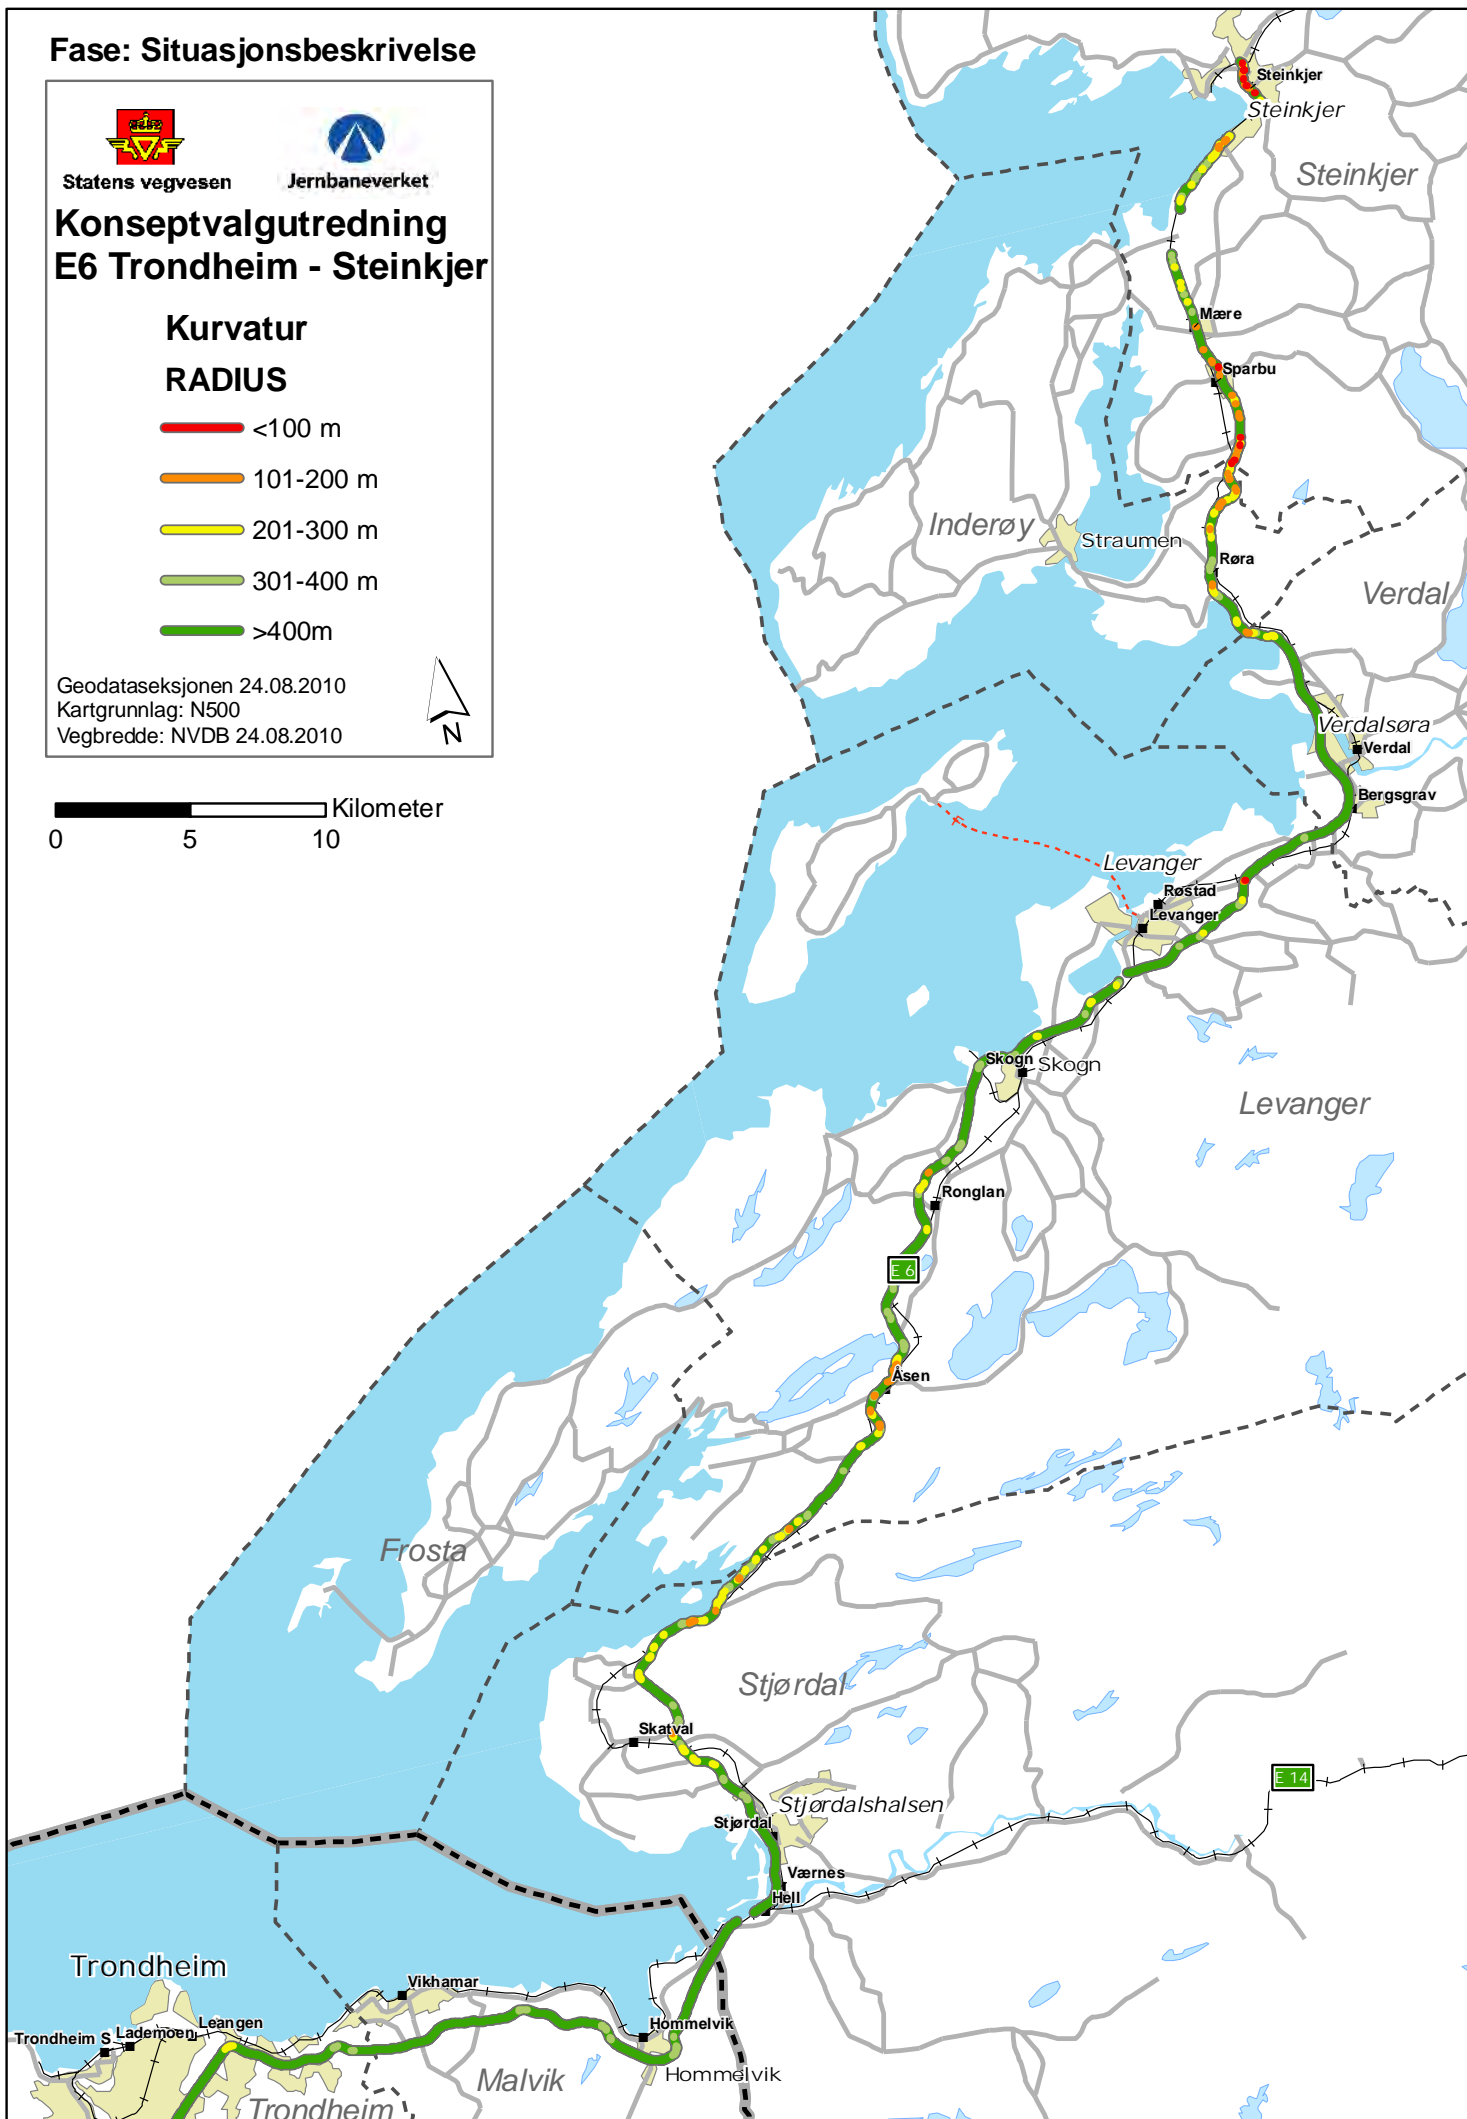 Fase: Situasjonsbeskrivelse
Statens vegvesen
Jernbaneverket
Konseptvalgutredning
E6 Trondheim - Steinkjer
Kurvatur
RADIUS
<100 m
101-200 m
201-300 m
301-400 m
>400m
Geodataseksjonen 24.08.2010
Kartgrunnlag: N500
Vegbredde: NVDB 24.08.2010
N
Kilometer
0 5 10
Steinkjer
Steinkjer
Steinkjer
Mære
Sparbu
Inderøy
Straumen
Røra
Verdal
Verdalsøra
Verdal
Bergsgrav
Levanger
Røstad
Levanger
Skogn
Skogn
Levanger
Ronglan
E 6
Åsen
Frosta
Stjørdal
Skatval
E 14
Stjørdalshalsen
Stjørdal
Værnes
Hell
Trondheim
Vikhamar
Leangen
Trondheim S
Lademoen
Hommelvik
Hommelvik
Malvik
Trondheim